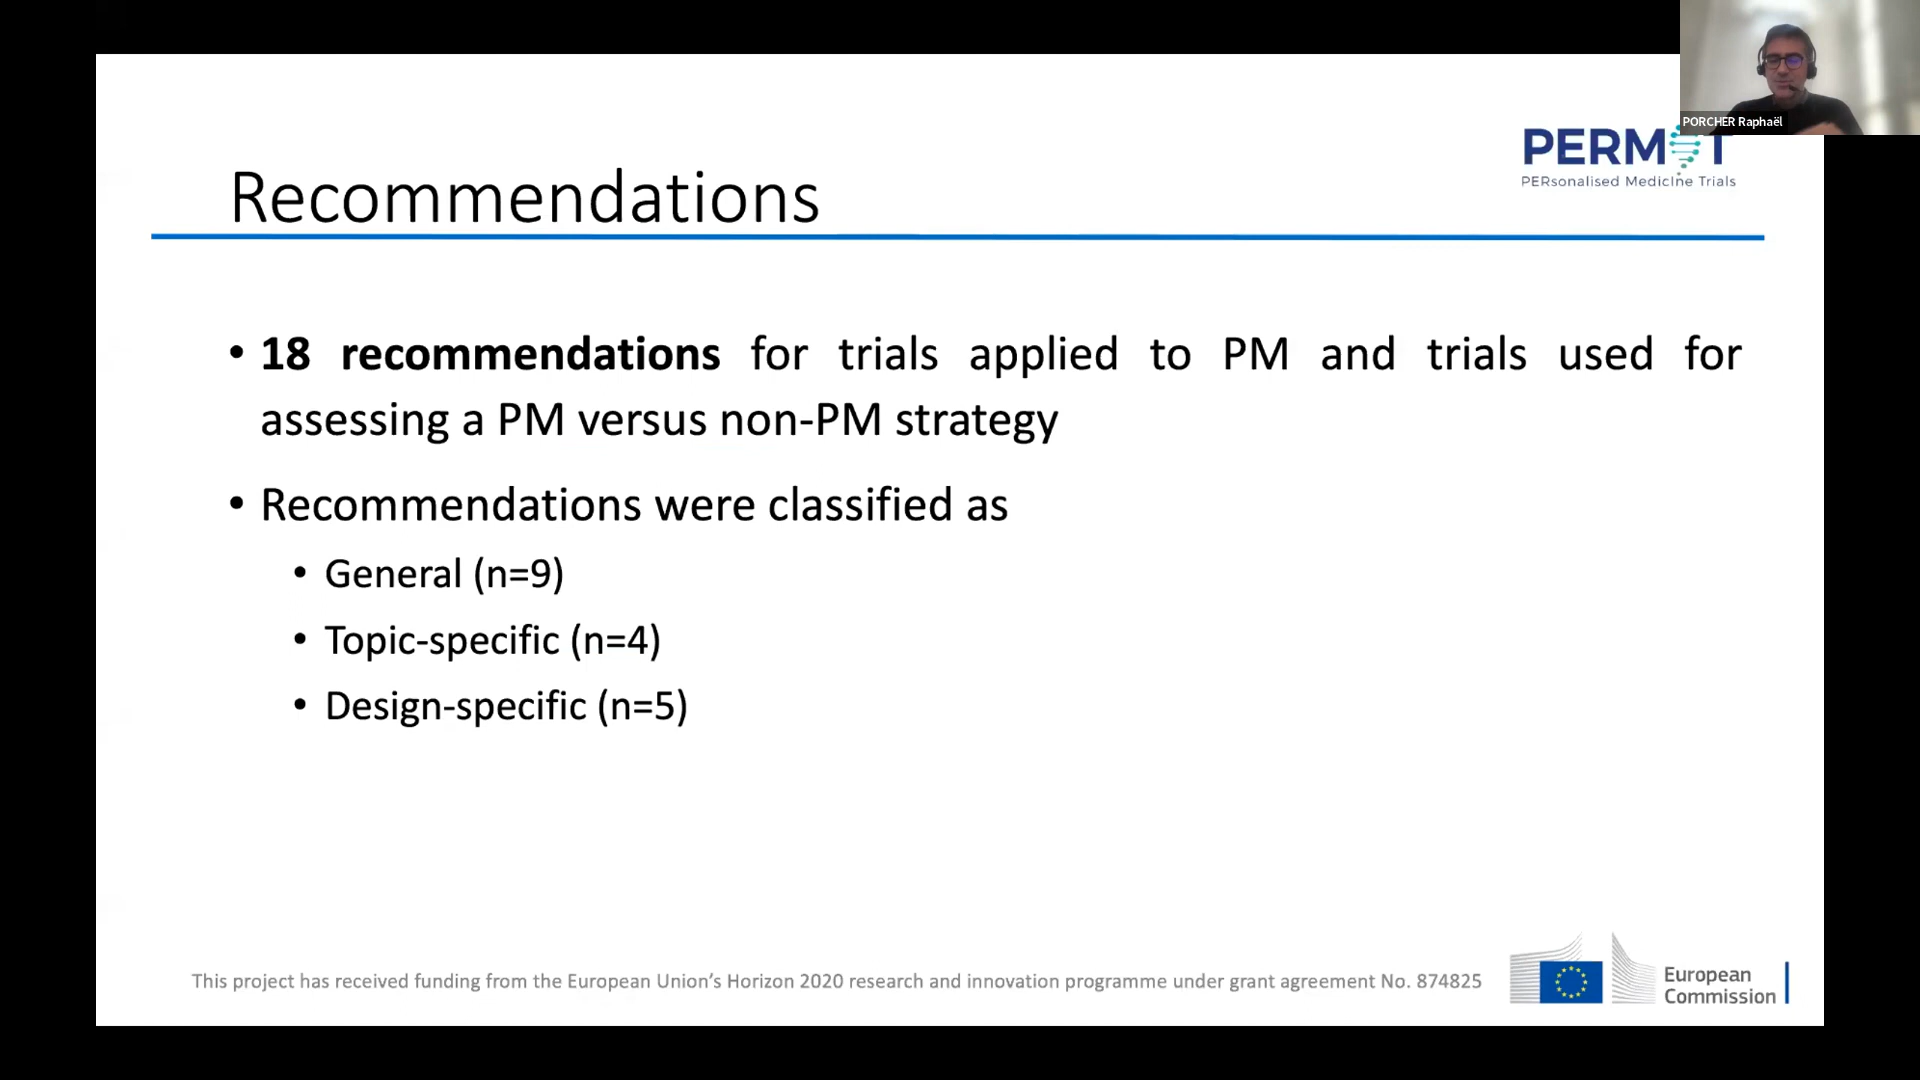 PORCHER Raphaël
PERMIT
PERsonalised MedicIne Trials
Recommendations
• 18 recommendations for trials applied to PM and trials used for
assessing a PM versus non-PM strategy
• Recommendations were classified as
• General (n=9)
• Topic-specific (n=4)
• Design-specific (n=5)
This project has received funding from the European Union’s Horizon 2020 research and innovation programme under grant agreement No. 874825
European
Commission